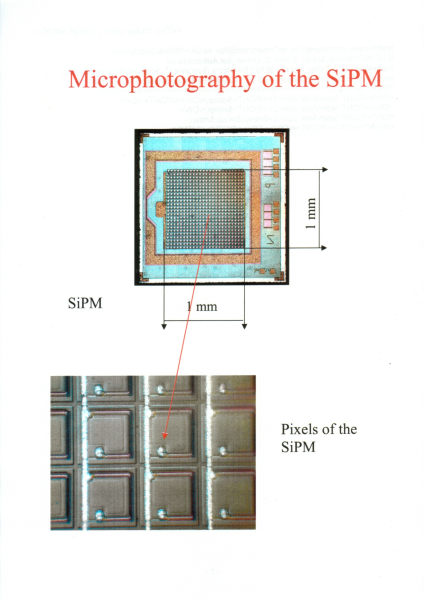 Microphotography of the SiPM
1 mm
SiPM
1 mm
Pixels of the
SiPM